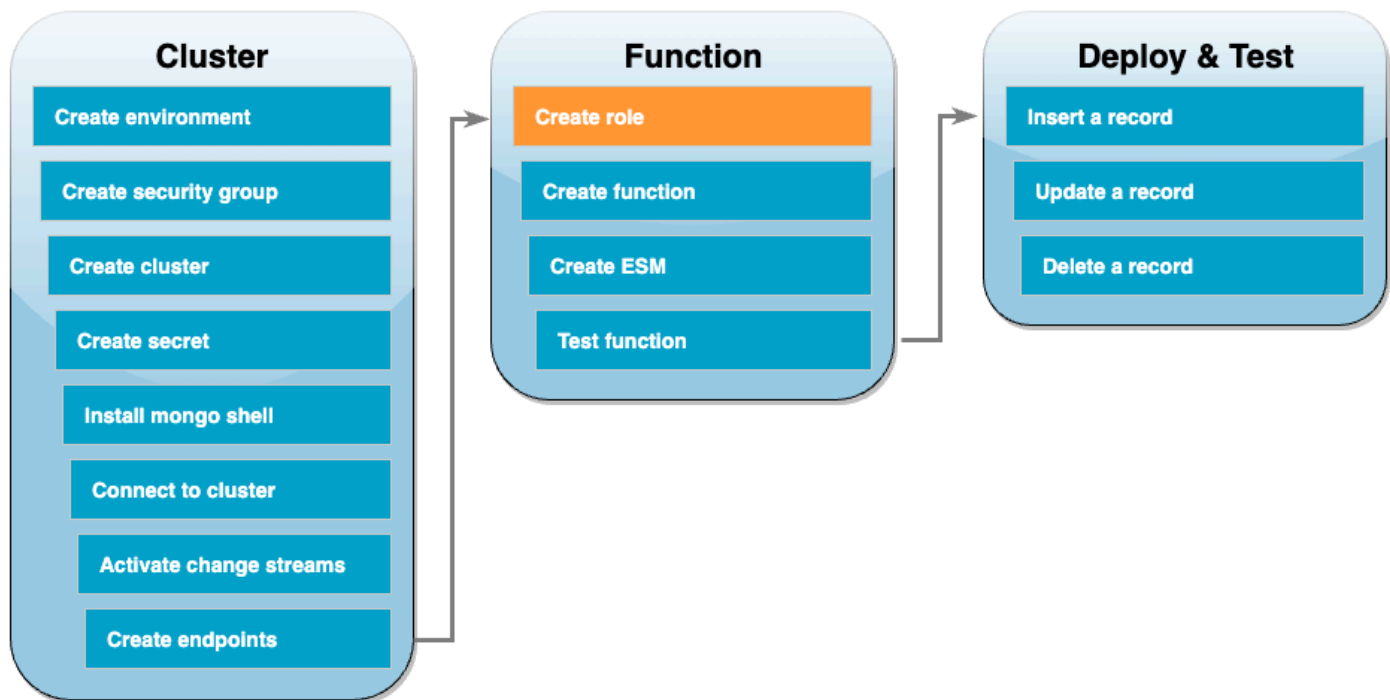 Cluster
Create environment
Create security group
Create cluster
Create secret
Install mongo shell
Connect to cluster
Activate change streams
Create endpoints
Function
Create role
Create function
Create ESM
Test function
Deploy & Test
Insert a record
Update a record
Delete a record